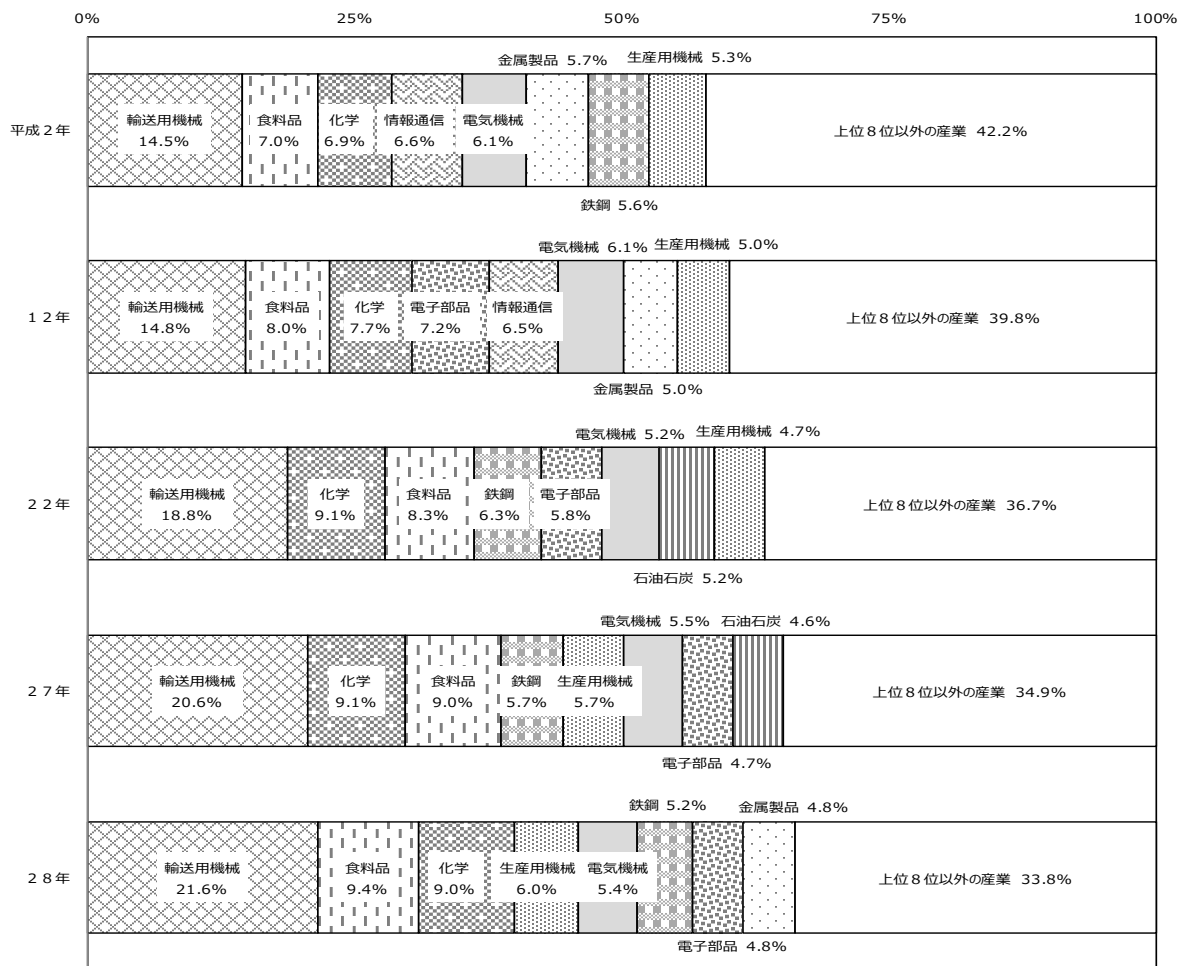 0%
25%
50%
75%
100%
金属製品 5.7%
生産用機械 5.3%
平成２年
輸送用機械
14.5%
食料品
7.0%
化学
6.9%
情報通信
6.6%
電気機械
6.1%
上位８位以外の産業 42.2%
鉄鋼 5.6%
電気機械 6.1%
生産用機械 5.0%
１２年
輸送用機械
14.8%
食料品
8.0%
化学
7.7%
電子部品
7.2%
情報通信
6.5%
上位８位以外の産業 39.8%
金属製品 5.0%
電気機械 5.2%
生産用機械 4.7%
２２年
輸送用機械
18.8%
化学
9.1%
食料品
8.3%
鉄鋼
6.3%
電子部品
5.8%
上位８位以外の産業 36.7%
石油石炭 5.2%
電気機械 5.5%
石油石炭 4.6%
２７年
輸送用機械
20.6%
化学
9.1%
食料品
9.0%
鉄鋼
5.7%
生産用機械
5.7%
上位８位以外の産業 34.9%
電子部品 4.7%
鉄鋼 5.2%
金属製品 4.8%
２８年
輸送用機械
21.6%
食料品
9.4%
化学
9.0%
生産用機械
6.0%
電気機械
5.4%
上位８位以外の産業 33.8%
電子部品 4.8%